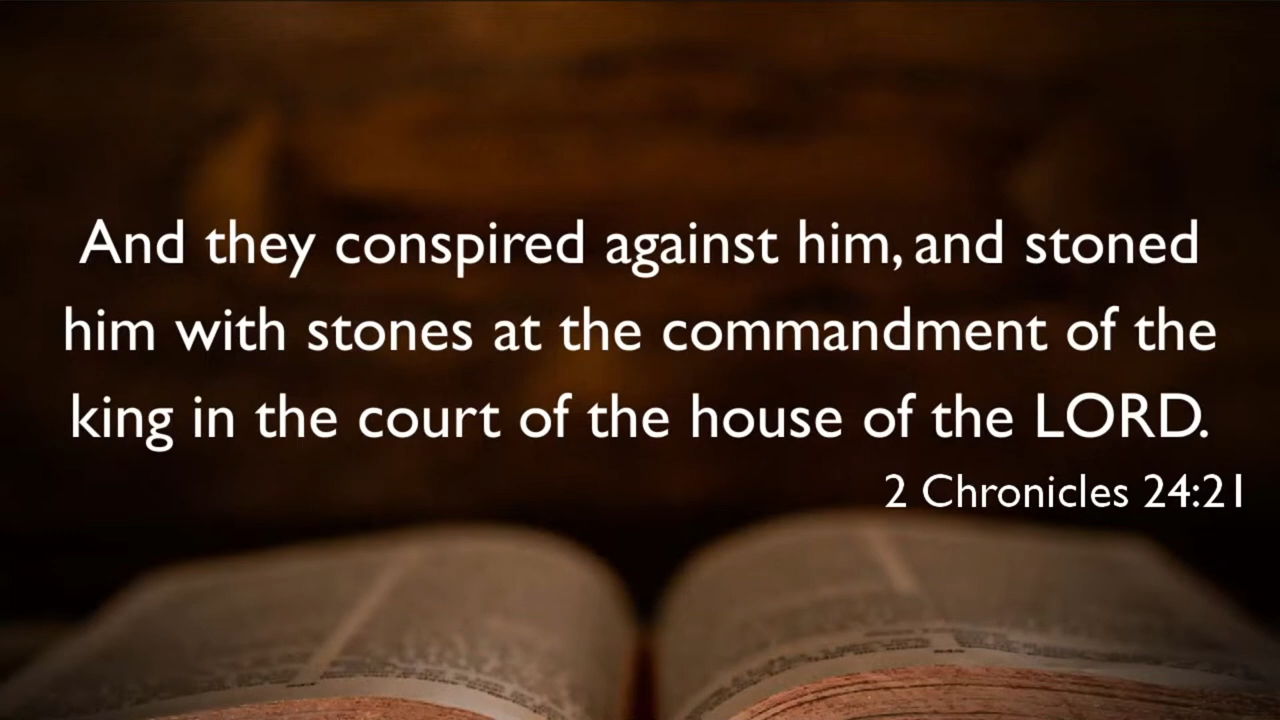 And they conspired against him, and stoned
him with stones at the commandment of the
king in the court of the house of the LORD.
2 Chronicles 24:21